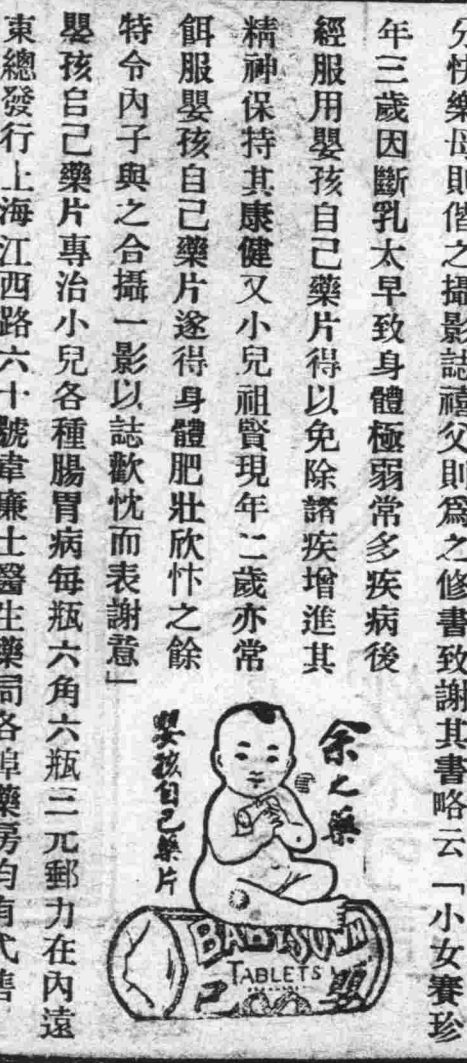 分快樂母則偕之攝影誌禧父則爲之修書致謝其書略云「小女賽珍
年三歲因斷乳太早致身體極弱常多疾病後
經服用嬰孩自己藥片得以免除諸疾增進其
精神保持其康健又小兒祖賢現年二歲亦常
餌服嬰孩自己藥片遂得身體肥壯欣忭之餘
特令內子與之合攝一影以誌歡忱而表謝意」
嬰孩自己藥片專治小兒各種腸胃病每瓶六角六瓶三元郵力在內遠
東總發行上海江西路六十號韋廉士醫生藥局各埠藥房均有代售
余之藥
嬰孩自己藥片
BABY'S OWN
TABLETS
嬰
己